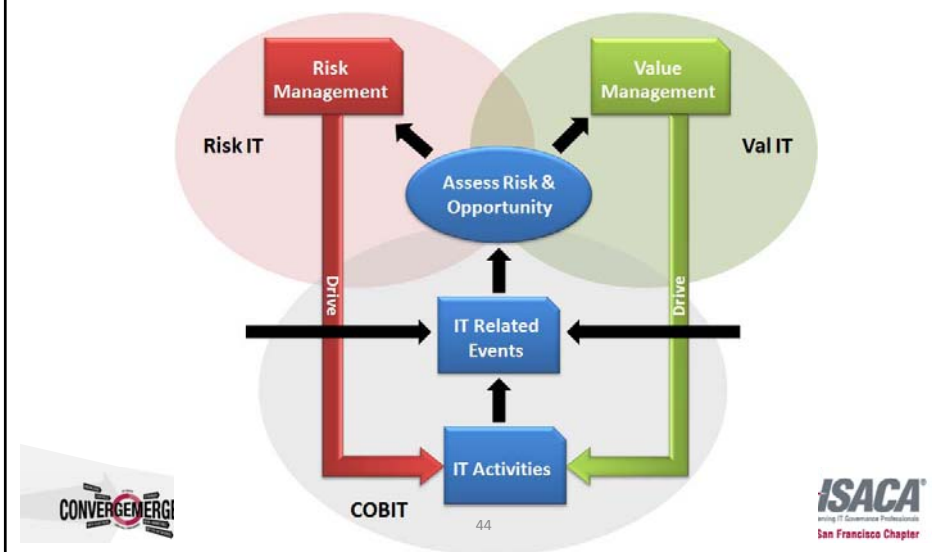 Risk
Management
Value
Management
Risk IT
Val IT
Assess Risk &
Opportunity
Drive
Drive
IT Related
Events
IT Activities
COBIT
CONVERGEMERGE
44
ISACA®
San Francisco Chapter